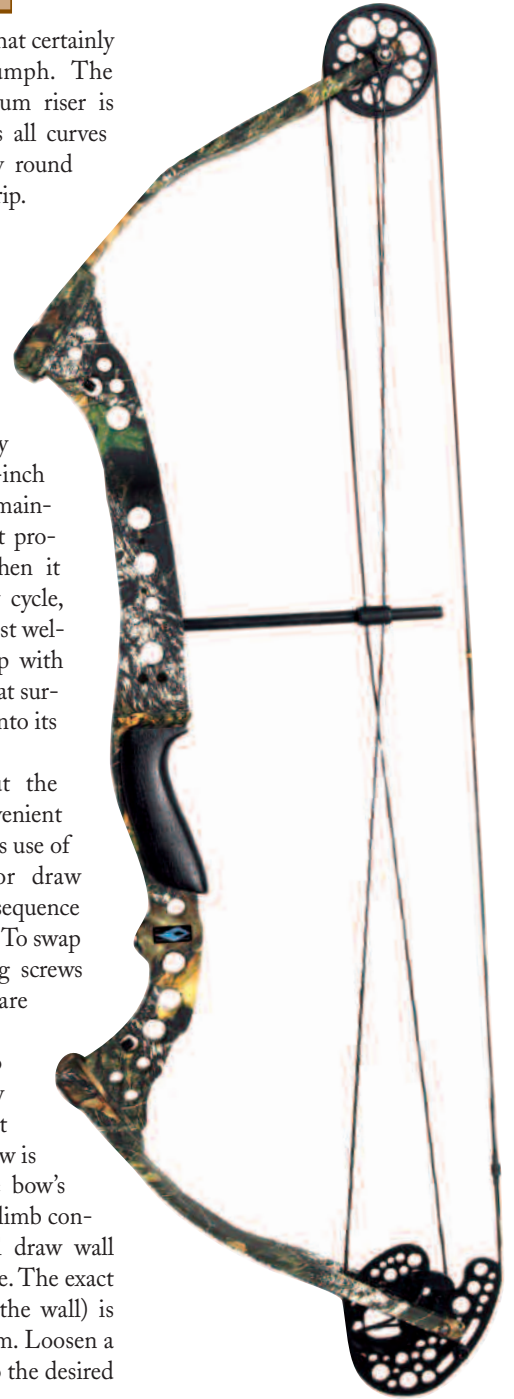 hat certainly
umph. The
um riser is
s all curves
y round
rip.
y
-inch
main-
t pro-
hen it
cycle,
st wel-
p with
at sur-
nto its
ut the
venient
s use of
or draw
sequence
To swap
g screws
are
w is
bow's
limb con-
draw wall
e. The exact
the wall) is
m. Loosen a
the desired